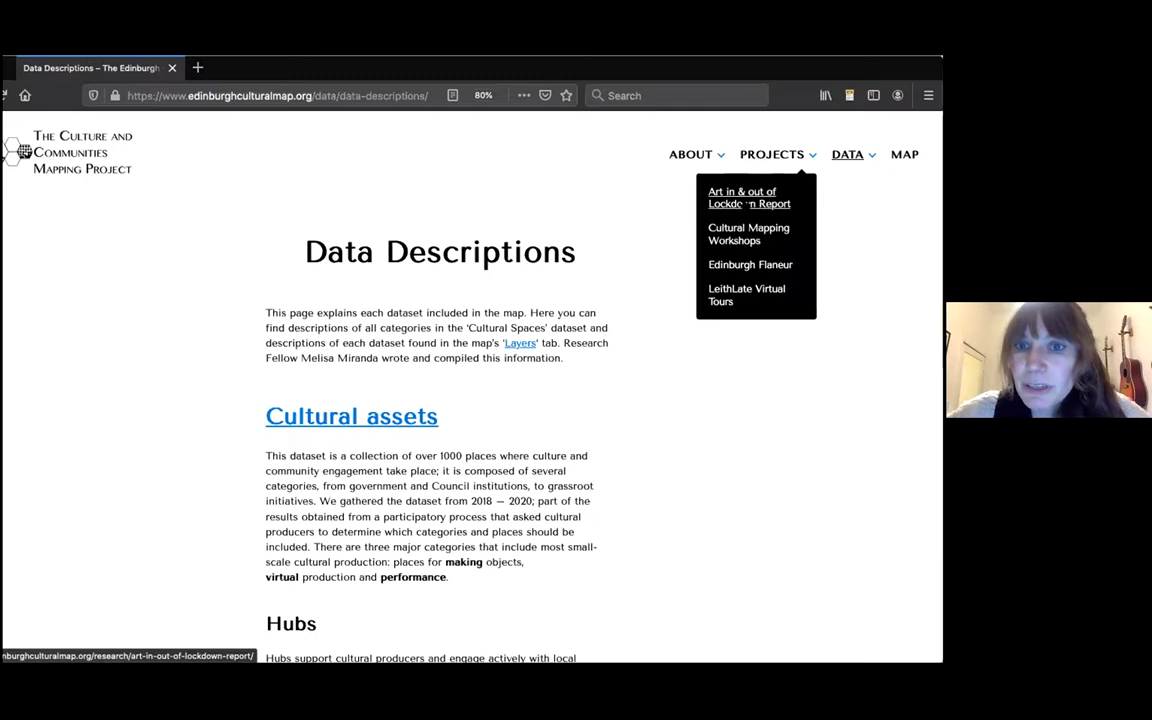 Data Descriptions – The Edinburgh
https://www.edinburghculturalmap.org/data/data-descriptions/
80%
Search
The Culture and
Communities
Mapping Project
ABOUT
PROJECTS
DATA
MAP
Art in & out of
Lockdown Report
Cultural Mapping
Workshops
Edinburgh Flaneur
LeithLate Virtual
Tours
Data Descriptions
This page explains each dataset included in the map. Here you can
find descriptions of all categories in the 'Cultural Spaces' dataset and
descriptions of each dataset found in the map's 'Layers' tab. Research
Fellow Melisa Miranda wrote and compiled this information.
Cultural assets
This dataset is a collection of over 1000 places where culture and
community engagement take place; it is composed of several
categories, from government and Council institutions, to grassroot
initiatives. We gathered the dataset from 2018 – 2020; part of the
results obtained from a participatory process that asked cultural
producers to determine which categories and places should be
included. There are three major categories that include most small-
scale cultural production: places for making objects,
virtual production and performance.
Hubs
Hubs support cultural producers and engage actively with local
nburghculturalmap.org/research/art-in-out-of-lockdown-report/